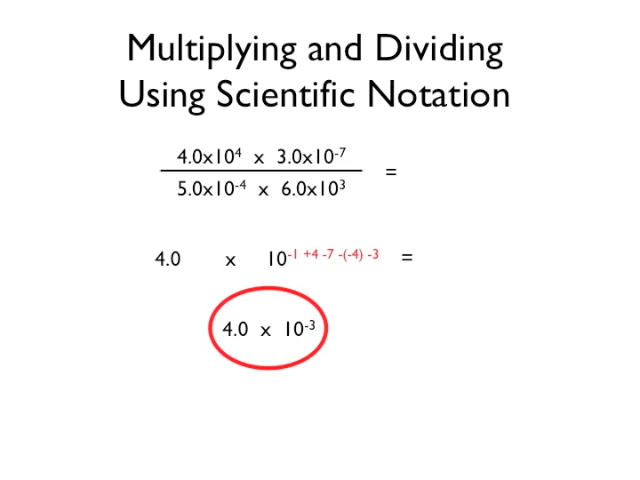 Multiplying and Dividing
Using Scientific Notation
4.0x10⁴ x 3.0x10⁻⁷
5.0x10⁻⁴ x 6.0x10³ =
4.0 x 10⁻¹ ⁺⁴ ⁻⁷ ⁻⁽⁻⁴⁾ ⁻³ =
4.0 x 10⁻³